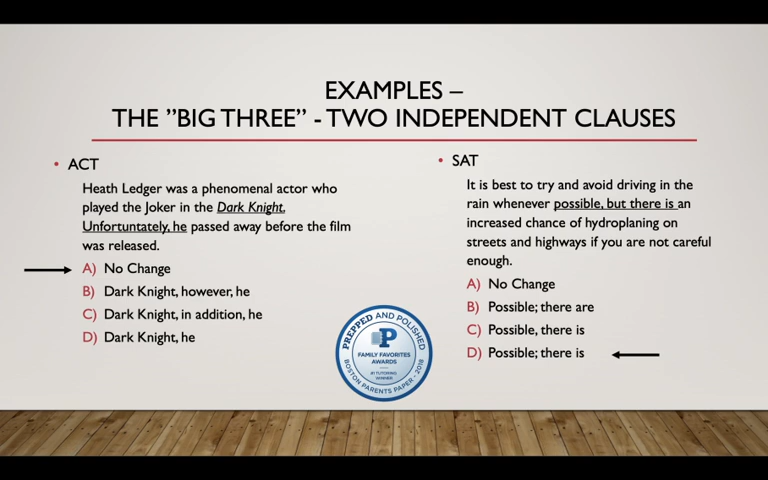 EXAMPLES –
THE ”BIG THREE” - TWO INDEPENDENT CLAUSES
• ACT
Heath Ledger was a phenomenal actor who
played the Joker in the Dark Knight.
Unfortuntately, he passed away before the film
was released.
A) No Change
B) Dark Knight, however, he
C) Dark Knight, in addition, he
D) Dark Knight, he
• SAT
It is best to try and avoid driving in the
rain whenever possible, but there is an
increased chance of hydroplaning on
streets and highways if you are not careful
enough.
A) No Change
B) Possible; there are
C) Possible, there is
D) Possible; there is
PREPPED AND POLISHED
P
FAMILY FAVORITES
AWARDS
#1 TUTORING
WINNER
BOSTON PARENTS PAPER - 2018